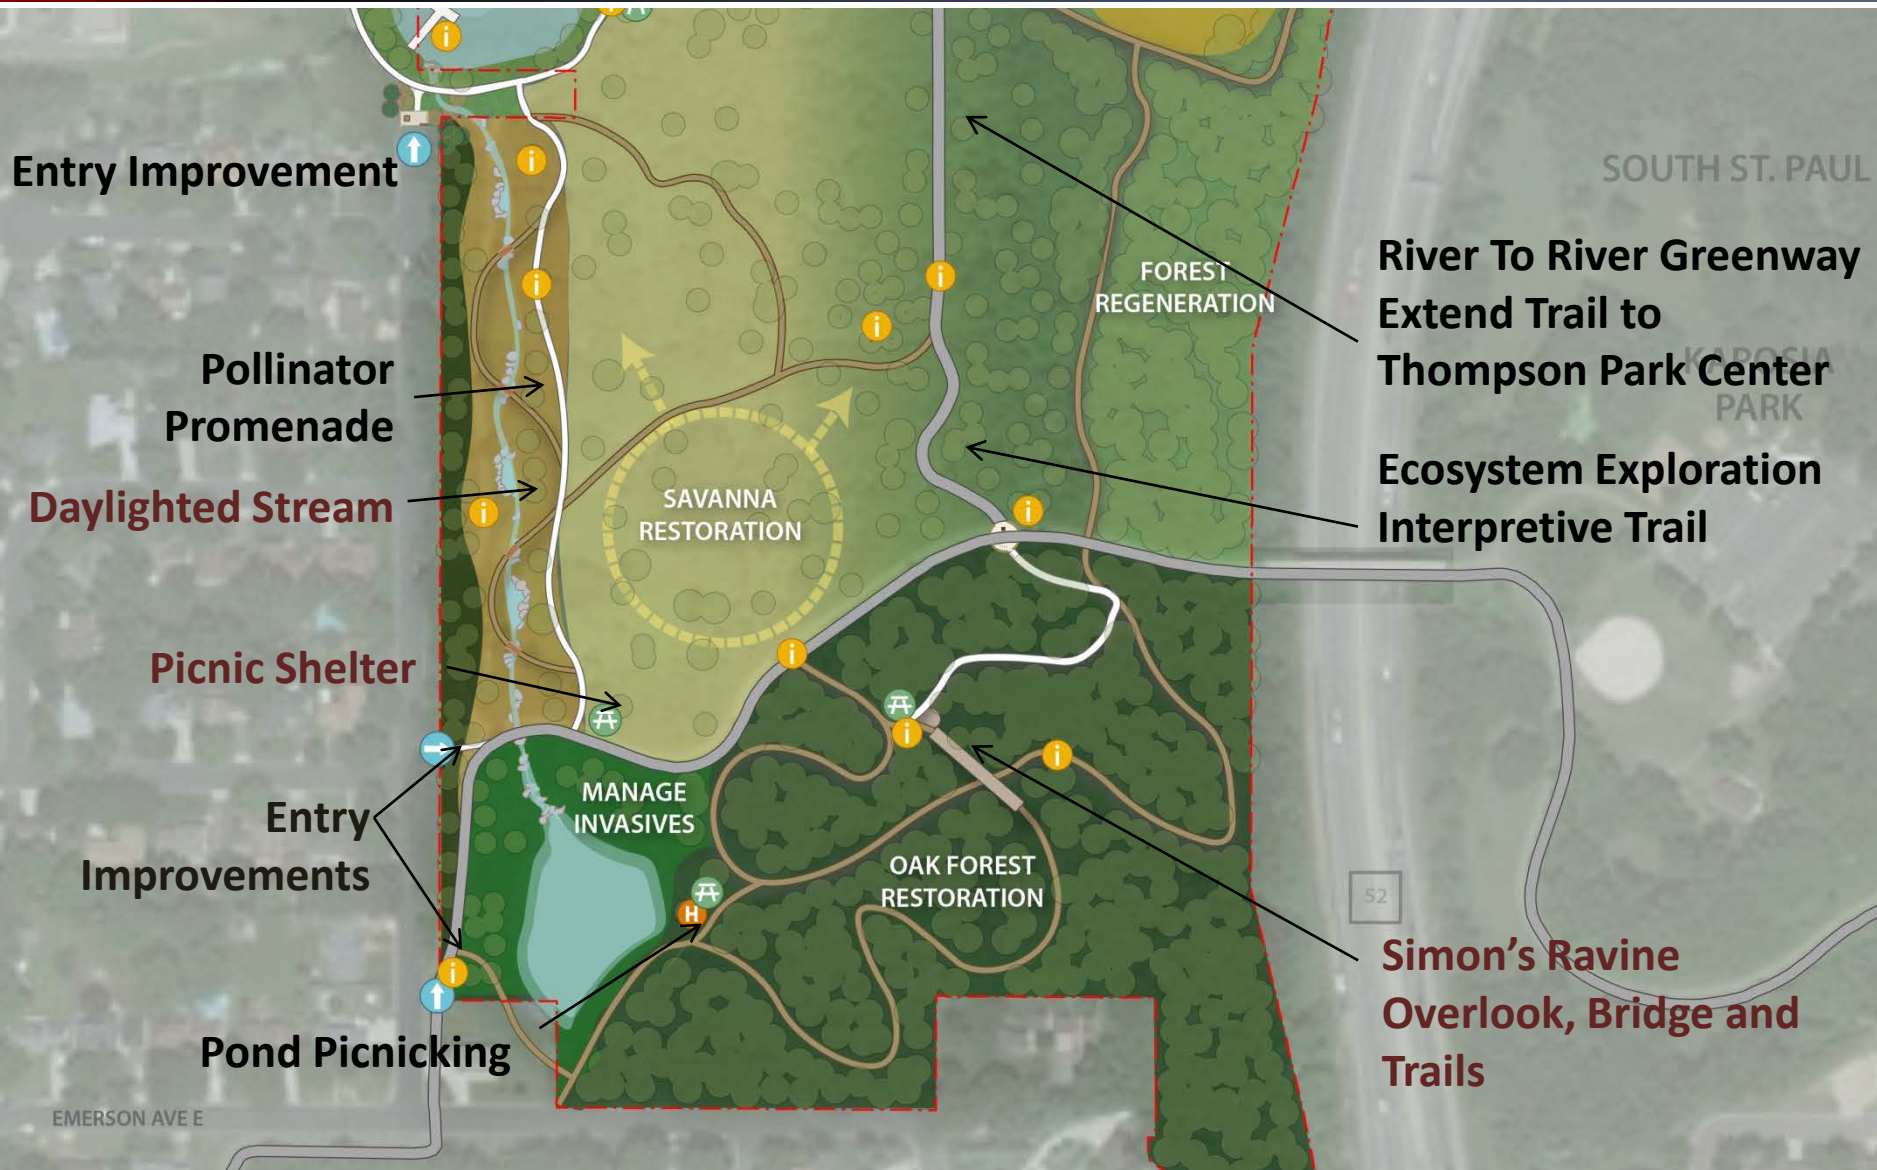 Entry Improvement
SOUTH ST. PAUL
River To River Greenway
Extend Trail to
Thompson Park Center
FOREST
REGENERATION
KAPOSIA
PARK
Pollinator
Promenade
Ecosystem Exploration
Interpretive Trail
Daylighted Stream
SAVANNA
RESTORATION
Picnic Shelter
MANAGE
INVASIVES
Entry
Improvements
OAK FOREST
RESTORATION
H
52
Simon's Ravine
Overlook, Bridge and
Trails
Pond Picnicking
EMERSON AVE E